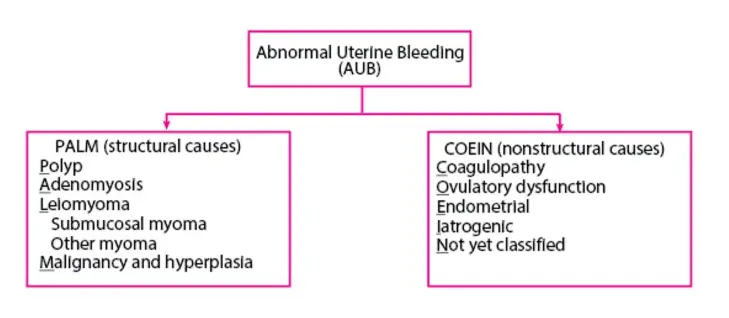 Abnormal Uterine Bleeding
(AUB)
PALM (structural causes)
Polyp
Adenomyosis
Leiomyoma
Submucosal myoma
Other myoma
Malignancy and hyperplasia
COEIN (nonstructural causes)
Coagulopathy
Ovulatory dysfunction
Endometrial
Iatrogenic
Not yet classified